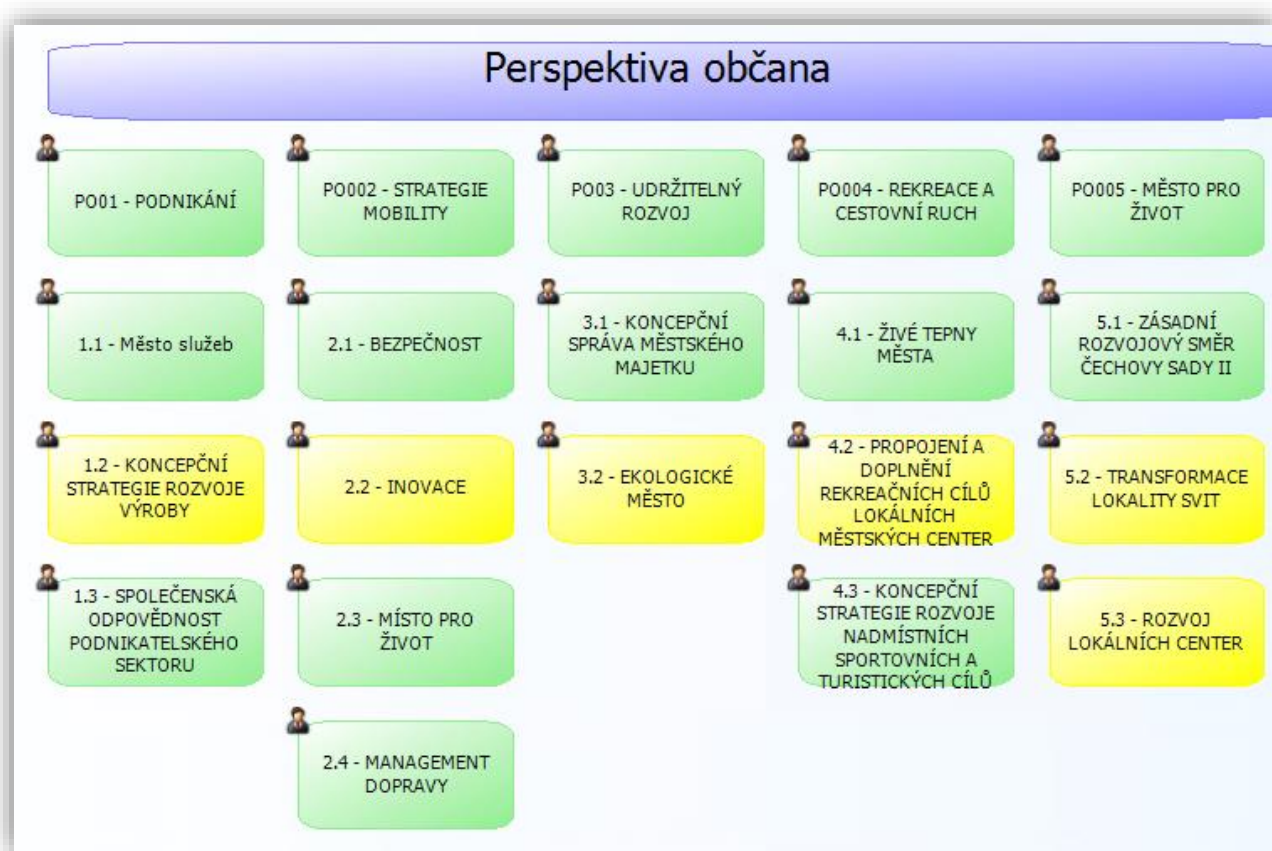 Perspektiva občana
PO01 - PODNIKÁNÍ
PO002 - STRATEGIE
MOBILITY
PO03 - UDRŽITELNÝ
ROZVOJ
PO004 - REKREACE A
CESTOVNÍ RUCH
PO005 - MĚSTO PRO
ŽIVOT
1.1 - Město služeb
2.1 - BEZPEČNOST
3.1 - KONCEPČNÍ
SPRÁVA MĚSTSKÉHO
MAJETKU
4.1 - ŽIVÉ TEPNY
MĚSTA
5.1 - ZÁSADNÍ
ROZVOJOVÝ SMĚR
ČECHOVY SADY II
1.2 - KONCEPČNÍ
STRATEGIE ROZVOJE
VÝROBY
2.2 - INOVACE
3.2 - EKOLOGICKÉ
MĚSTO
4.2 - PROPOJENÍ A
DOPLNĚNÍ
REKREAČNÍCH CÍLŮ
LOKÁLNÍCH
MĚSTSKÝCH CENTER
5.2 - TRANSFORMACE
LOKALITY SVIT
1.3 - SPOLEČENSKÁ
ODPOVĚDNOST
PODNIKATELSKÉHO
SEKTORU
2.3 - MÍSTO PRO
ŽIVOT
4.3 - KONCEPČNÍ
STRATEGIE ROZVOJE
NADMÍSTNÍCH
SPORTOVNÍCH A
TURISTICKÝCH CÍLŮ
5.3 - ROZVOJ
LOKÁLNÍCH CENTER
2.4 - MANAGEMENT
DOPRAVY